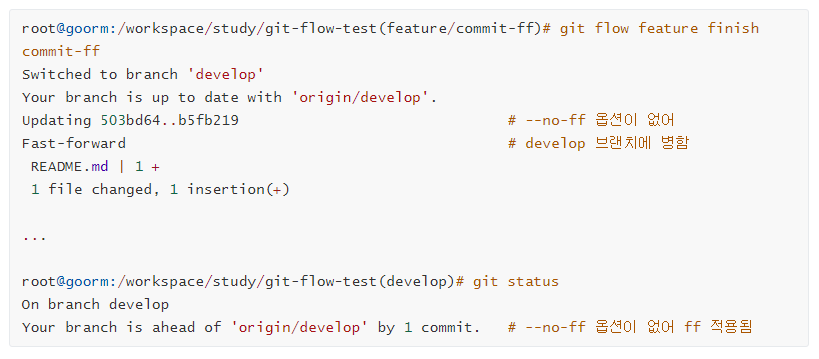 root@goorm:/workspace/study/git-flow-test(feature/commit-ff)# git flow feature finish
commit-ff
Switched to branch 'develop'
Your branch is up to date with 'origin/develop'.
Updating 503bd64..b5fb219 # --no-ff 옵션이 없어
Fast-forward # develop 브랜치에 병합
README.md | 1 +
1 file changed, 1 insertion(+)
...
root@goorm:/workspace/study/git-flow-test(develop)# git status
On branch develop
Your branch is ahead of 'origin/develop' by 1 commit. # --no-ff 옵션이 없어 ff 적용됨